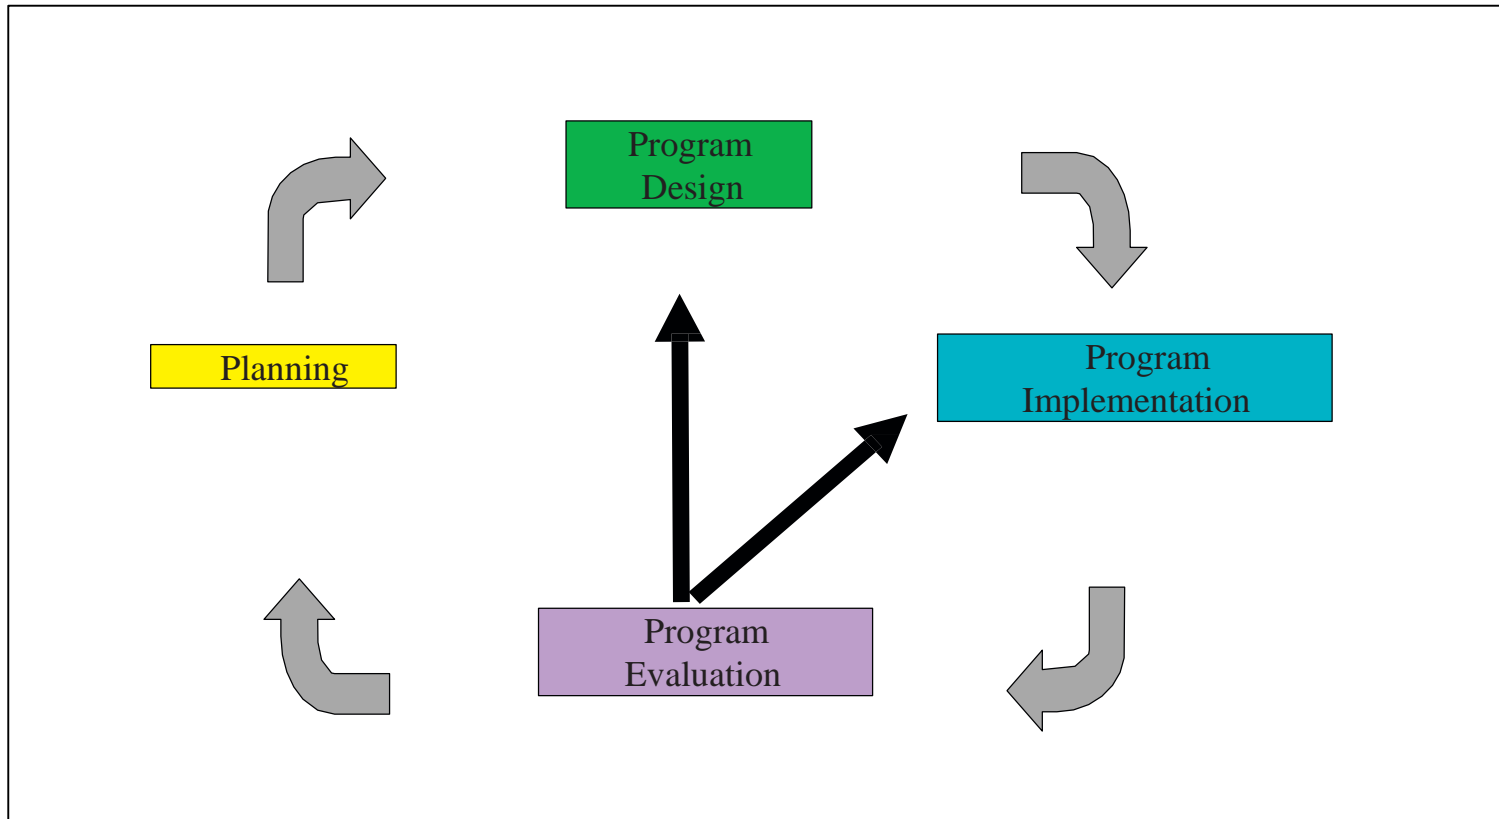 Program
Design
Planning
Program
Implementation
Program
Evaluation